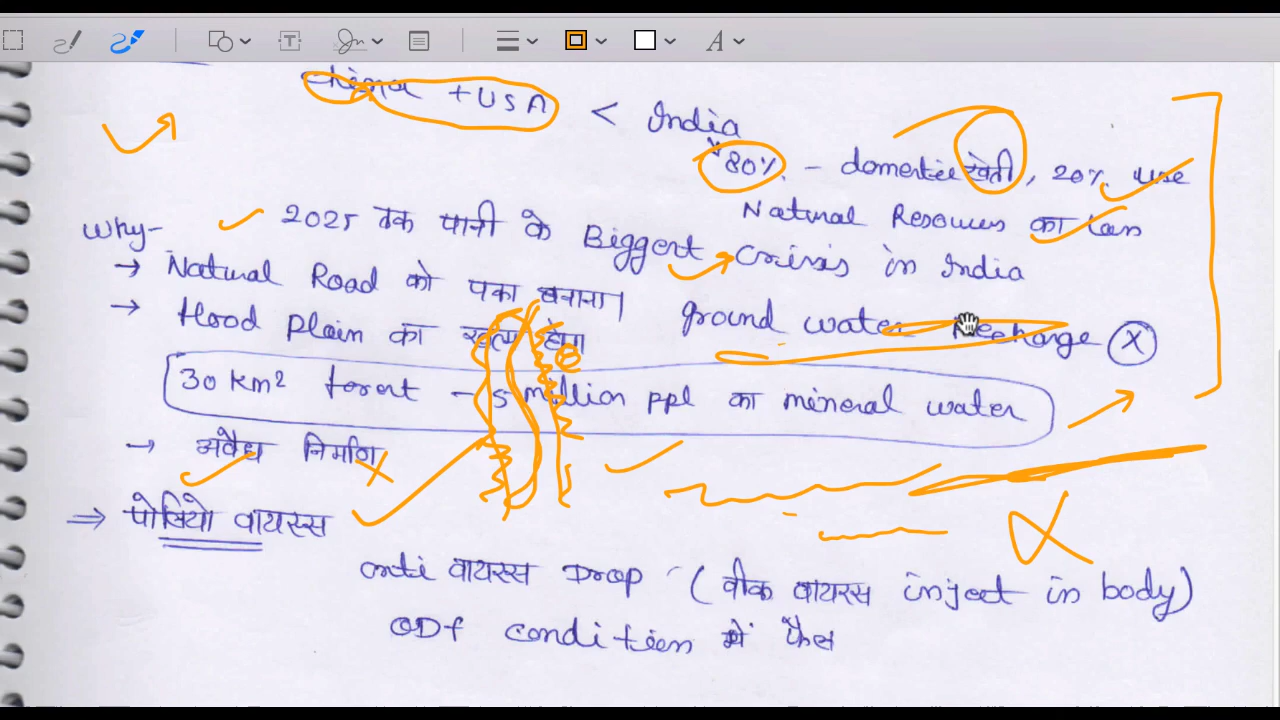 China + USA < India
80% - domestic खेती, 20% use
Natural Resources का
Why- 2025 तक पानी के Biggest Crisis in India
→ Natural Road को पका बनाना। ground water Recharge (X)
→ flood plain का खत्म होना
30 Km² forest - 5 million ppl का mineral water
→ अवैध निर्माण
⇒ पोलियो वायरस
anti वायरस Drop (वीक वायरस inject in body)
ODF condition में फैल